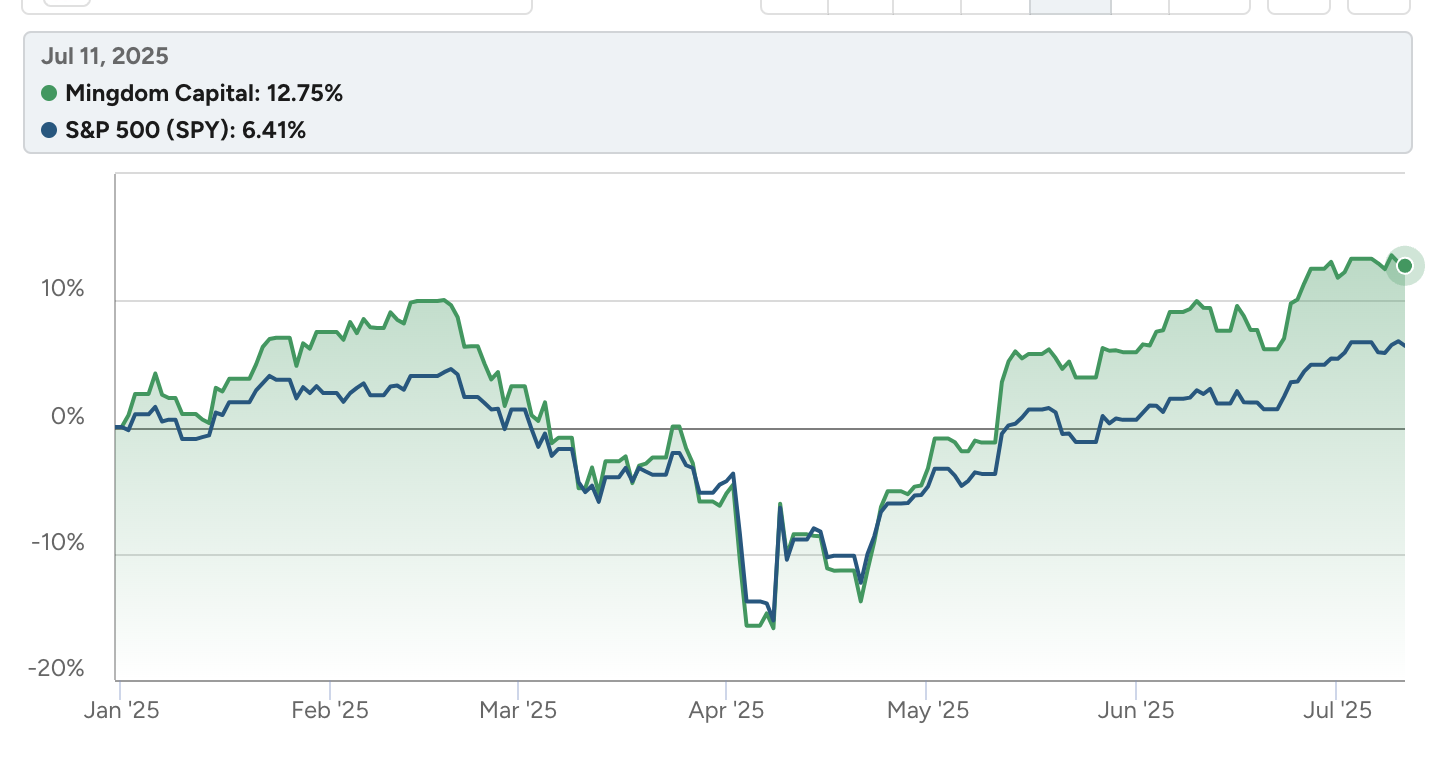 Jul 11, 2025
Mingdom Capital: 12.75%
S&P 500 (SPY): 6.41%
10%
0%
-10%
-20%
Jan '25 Feb '25 Mar '25 Apr '25 May '25 Jun '25 Jul '25